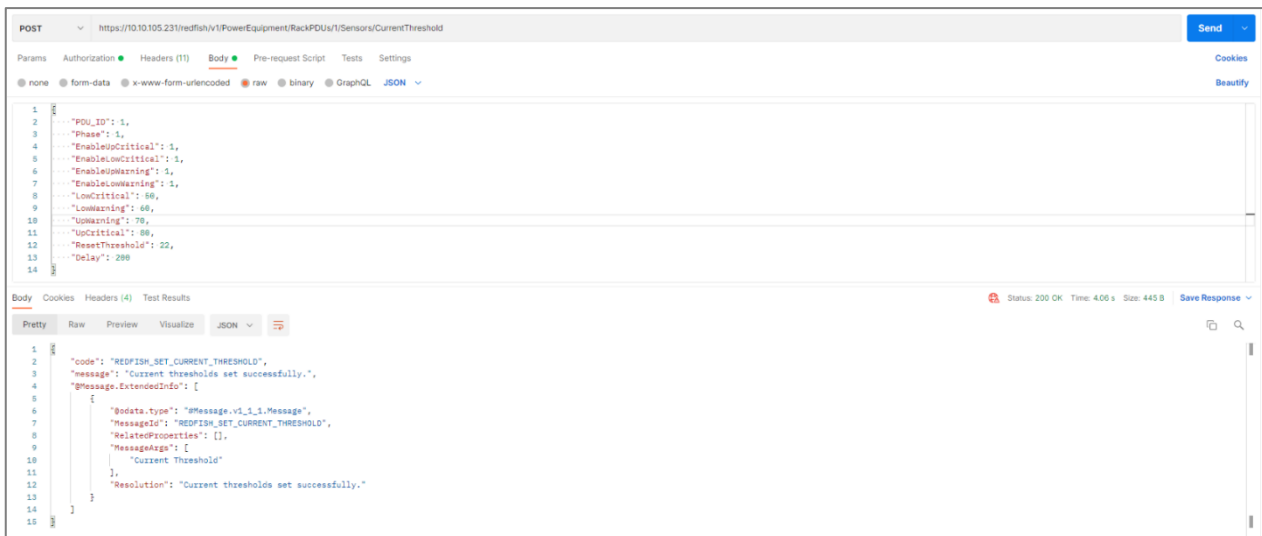 POST https://10.10.105.231/redfish/v1/PowerEquipment/RackPDUs/1/Sensors/CurrentThreshold Send
Params Authorization Headers (11) Body Pre-request Script Tests Settings Cookies
none form-data x-www-form-urlencoded raw binary GraphQL JSON Beautify
1 {
2 "PDU_ID": 1,
3 "Phase": 1,
4 "EnableUpCritical": 1,
5 "EnableLowCritical": 1,
6 "EnableUpWarning": 1,
7 "EnableLowWarning": 1,
8 "LowCritical": 50,
9 "LowWarning": 60,
10 "UpWarning": 70,
11 "UpCritical": 80,
12 "ResetThreshold": 22,
13 "Delay": 200
14 }
Body Cookies Headers (4) Test Results Status: 200 OK Time: 4.06 s Size: 445 B Save Response
Pretty Raw Preview Visualize JSON
1 {
2 "code": "REDFISH_SET_CURRENT_THRESHOLD",
3 "message": "Current thresholds set successfully.",
4 "@Message.ExtendedInfo": [
5 {
6 "@odata.type": "#Message.v1_1_1.Message",
7 "MessageId": "REDFISH_SET_CURRENT_THRESHOLD",
8 "RelatedProperties": [],
9 "MessageArgs": [
10 "Current Threshold"
11 ],
12 "Resolution": "Current thresholds set successfully."
13 }
14 ]
15 }